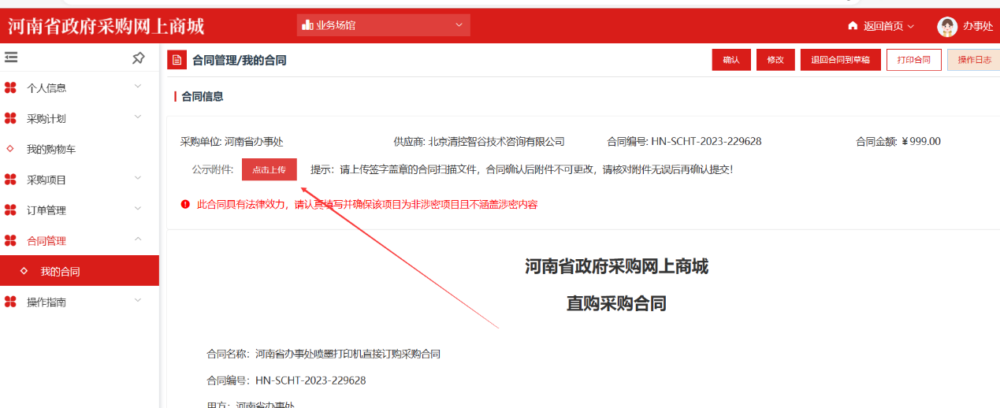 河南省政府采购网上商城
业务场馆
返回首页
办事处
合同管理/我的合同
确认
修改
退回合同到草稿
打印合同
操作日志
个人信息
采购计划
我的购物车
采购项目
订单管理
合同管理
我的合同
操作指南
合同信息
采购单位: 河南省办事处
供应商: 北京清控智谷技术咨询有限公司
合同编号: HN-SCHT-2023-229628
合同金额: ¥999.00
公示附件: 点击上传 提示：请上传签字盖章的合同扫描文件，合同确认后附件不可更改，请核对附件无误后再确认提交！
此合同具有法律效力，请认真填写并确保该项目为非涉密项目且不涵盖涉密内容
河南省政府采购网上商城
直购采购合同
合同名称：河南省办事处喷墨打印机直接订购采购合同
合同编号：HN-SCHT-2023-229628
甲方：河南省办事处